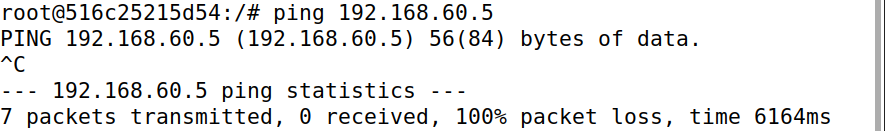 root@516c25215d54:/# ping 192.168.60.5
PING 192.168.60.5 (192.168.60.5) 56(84) bytes of data.
^C
--- 192.168.60.5 ping statistics ---
7 packets transmitted, 0 received, 100% packet loss, time 6164ms